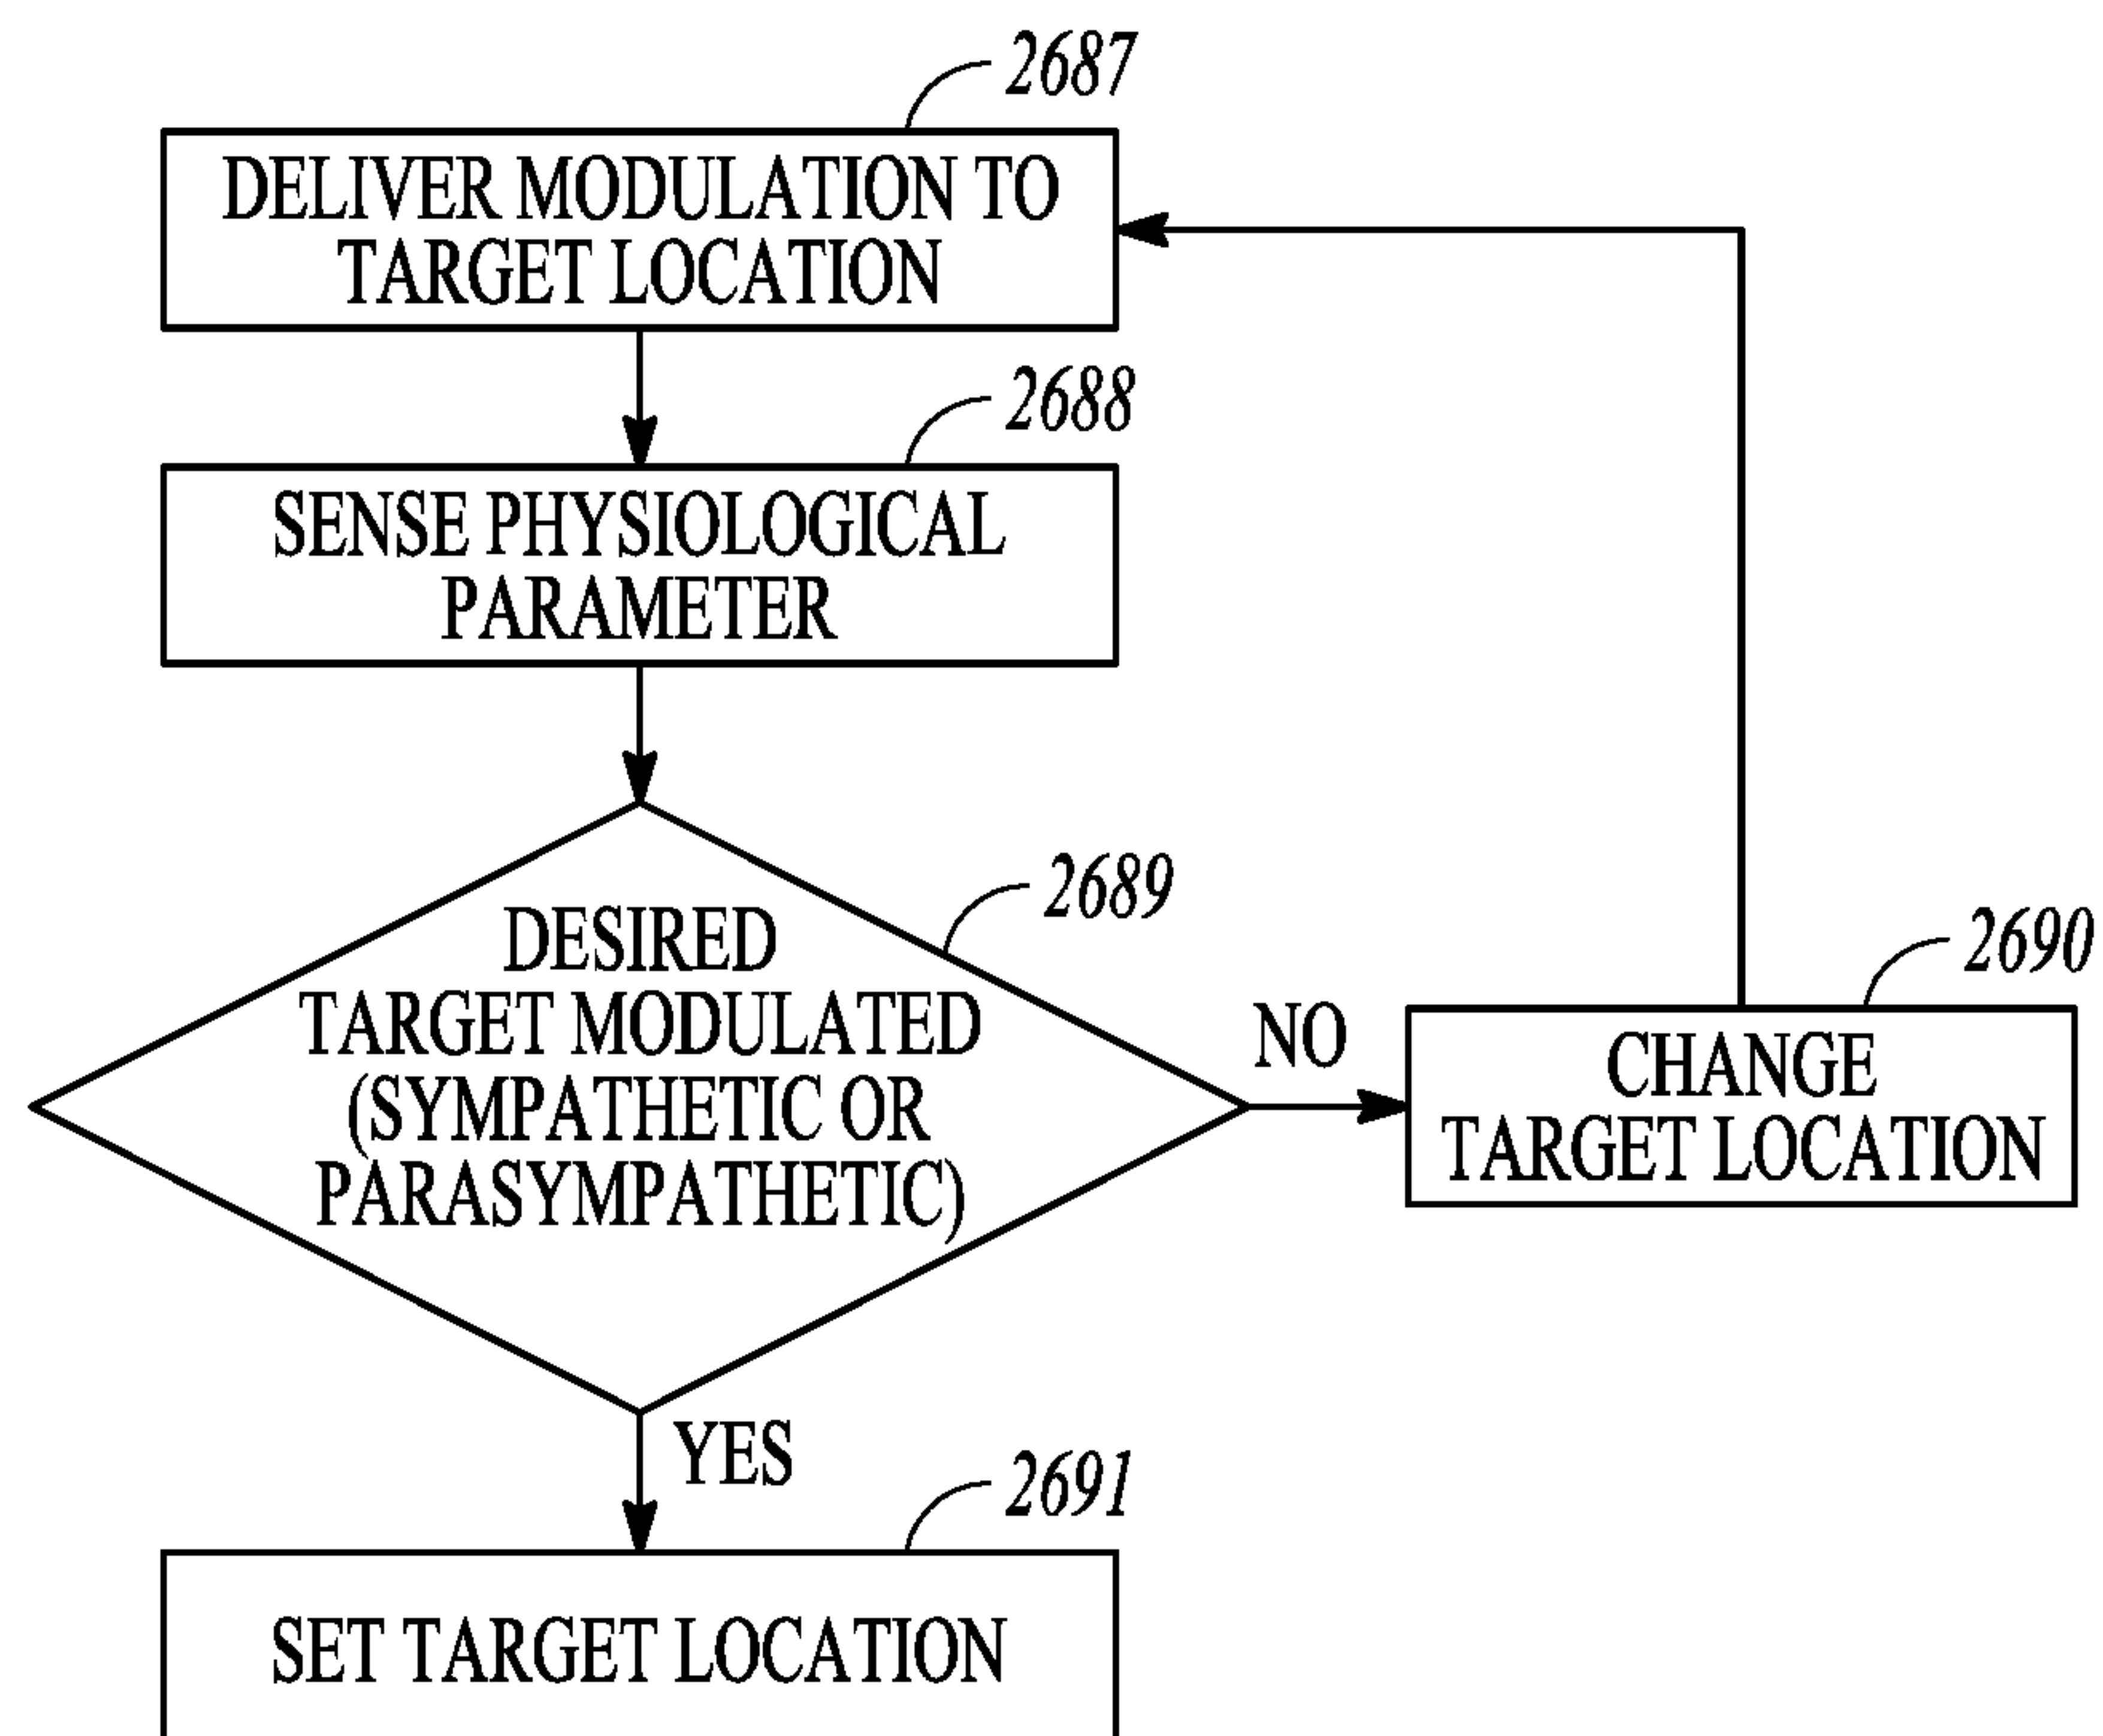 2687
DELIVER MODULATION TO
TARGET LOCATION
2688
SENSE PHYSIOLOGICAL
PARAMETER
2689
DESIRED
TARGET MODULATED
(SYMPATHETIC OR
PARASYMPATHETIC)
NO
2690
CHANGE
TARGET LOCATION
YES
2691
SET TARGET LOCATION